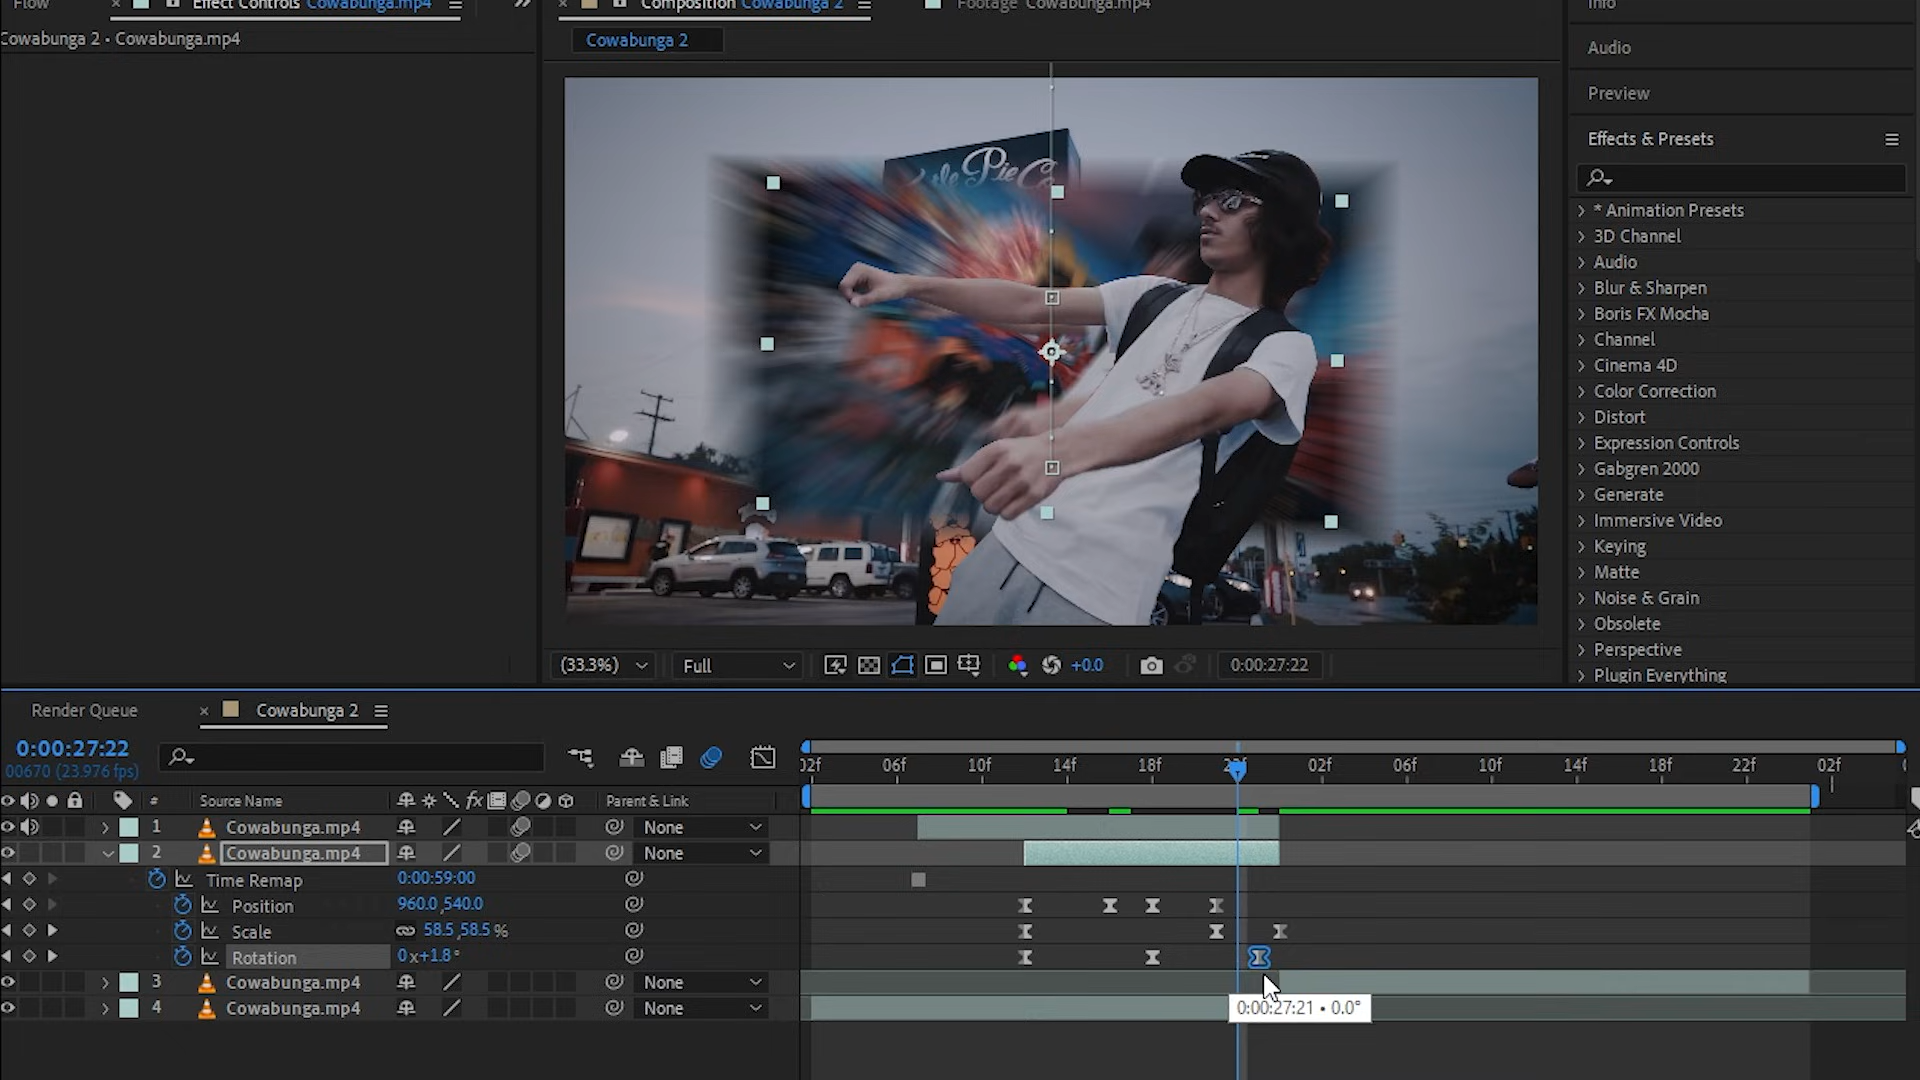 Flow
× Effect Controls Cowabunga.mp4
»
× Composition Cowabunga 2
Footage Cowabunga.mp4
Info
Cowabunga 2 • Cowabunga.mp4
Cowabunga 2
Audio
Preview
Effects & Presets
* Animation Presets
3D Channel
Audio
Blur & Sharpen
Boris FX Mocha
Channel
Cinema 4D
Color Correction
Distort
Expression Controls
Gabgren 2000
Generate
Immersive Video
Keying
Matte
Noise & Grain
Obsolete
Perspective
Plugin Everything
Pie Co
(33.3%)
Full
+0.0
0:00:27:22
Render Queue
× Cowabunga 2
0:00:27:22
00670 (23.976 fps)
02f 06f 10f 14f 18f 02f 06f 10f 14f 18f 22f 02f
# Source Name
fx
Parent & Link
1 Cowabunga.mp4 None
2 Cowabunga.mp4 None
Time Remap 0:00:59:00
Position 960.0,540.0
Scale 58.5,58.5 %
Rotation 0x+1.8°
3 Cowabunga.mp4 None
0:00:27:21 • 0.0°
4 Cowabunga.mp4 None